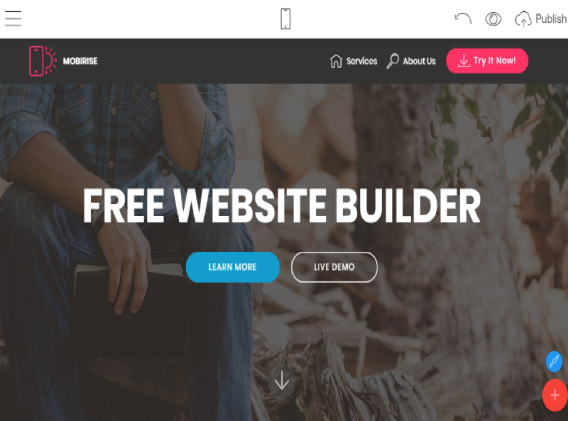 Publish
MOBIRISE
Services
About Us
Try It Now!
FREE WEBSITE BUILDER
LEARN MORE
LIVE DEMO